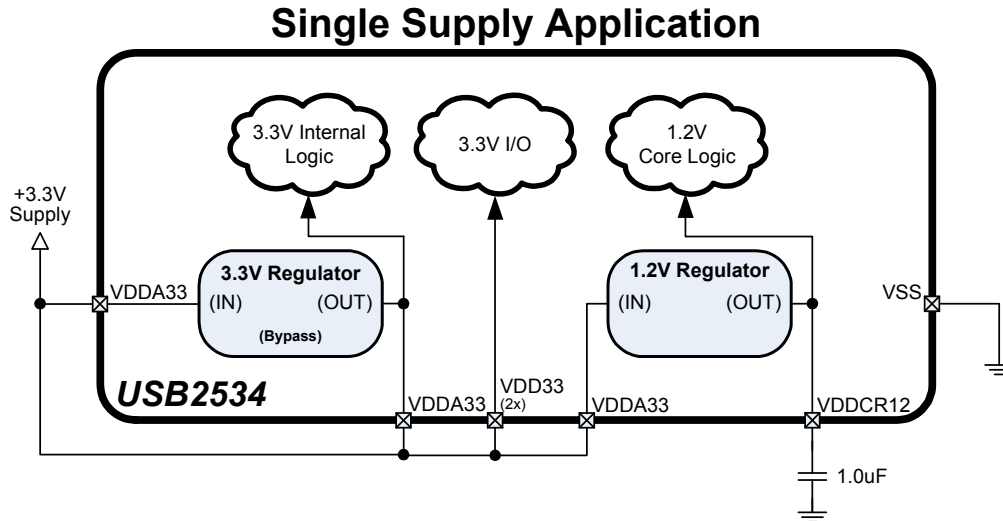 Single Supply Application
3.3V Internal
Logic
3.3V I/O
1.2V
Core Logic
+3.3V
Supply
VDDA33
3.3V Regulator
(IN) (OUT)
(Bypass)
1.2V Regulator
(IN) (OUT)
VSS
USB2534
VDDA33
VDD33
(2x)
VDDA33
VDDCR12
1.0uF